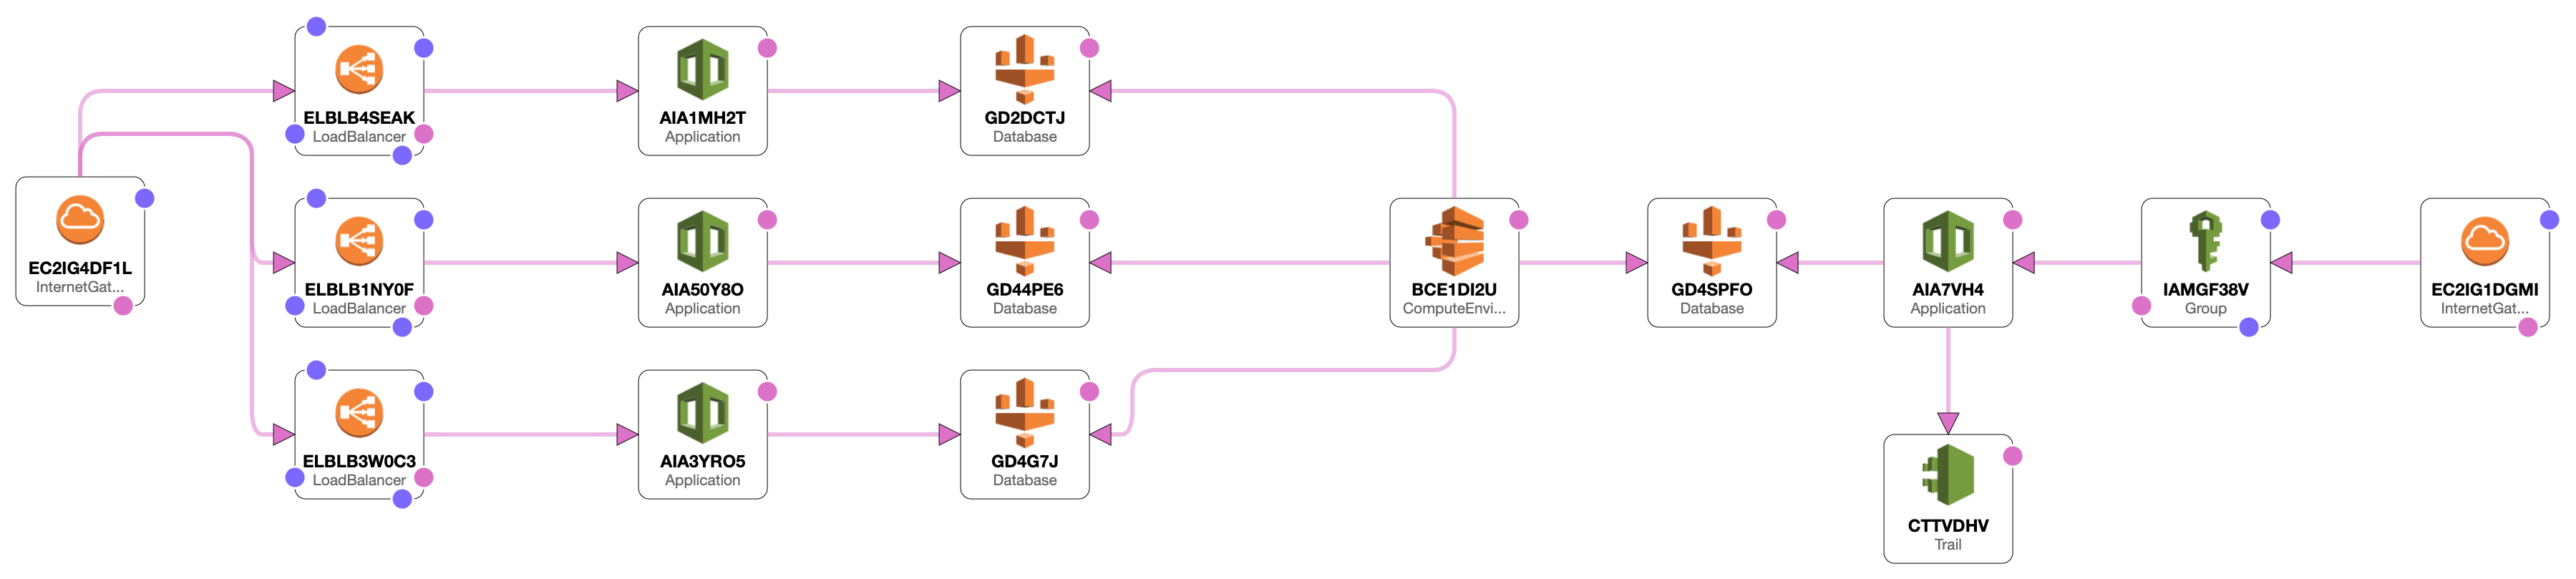 ELBLB4SEAK
LoadBalancer
AIA1MH2T
Application
GD2DCTJ
Database
EC2IG4DF1L
InternetGat...
ELBLB1NY0F
LoadBalancer
AIA50Y8O
Application
GD44PE6
Database
BCE1DI2U
ComputeEnvi...
GD4SPFO
Database
AIA7VH4
Application
IAMGF38V
Group
EC2IG1DGMI
InternetGat...
ELBLB3W0C3
LoadBalancer
AIA3YRO5
Application
GD4G7J
Database
CTTVDHV
Trail